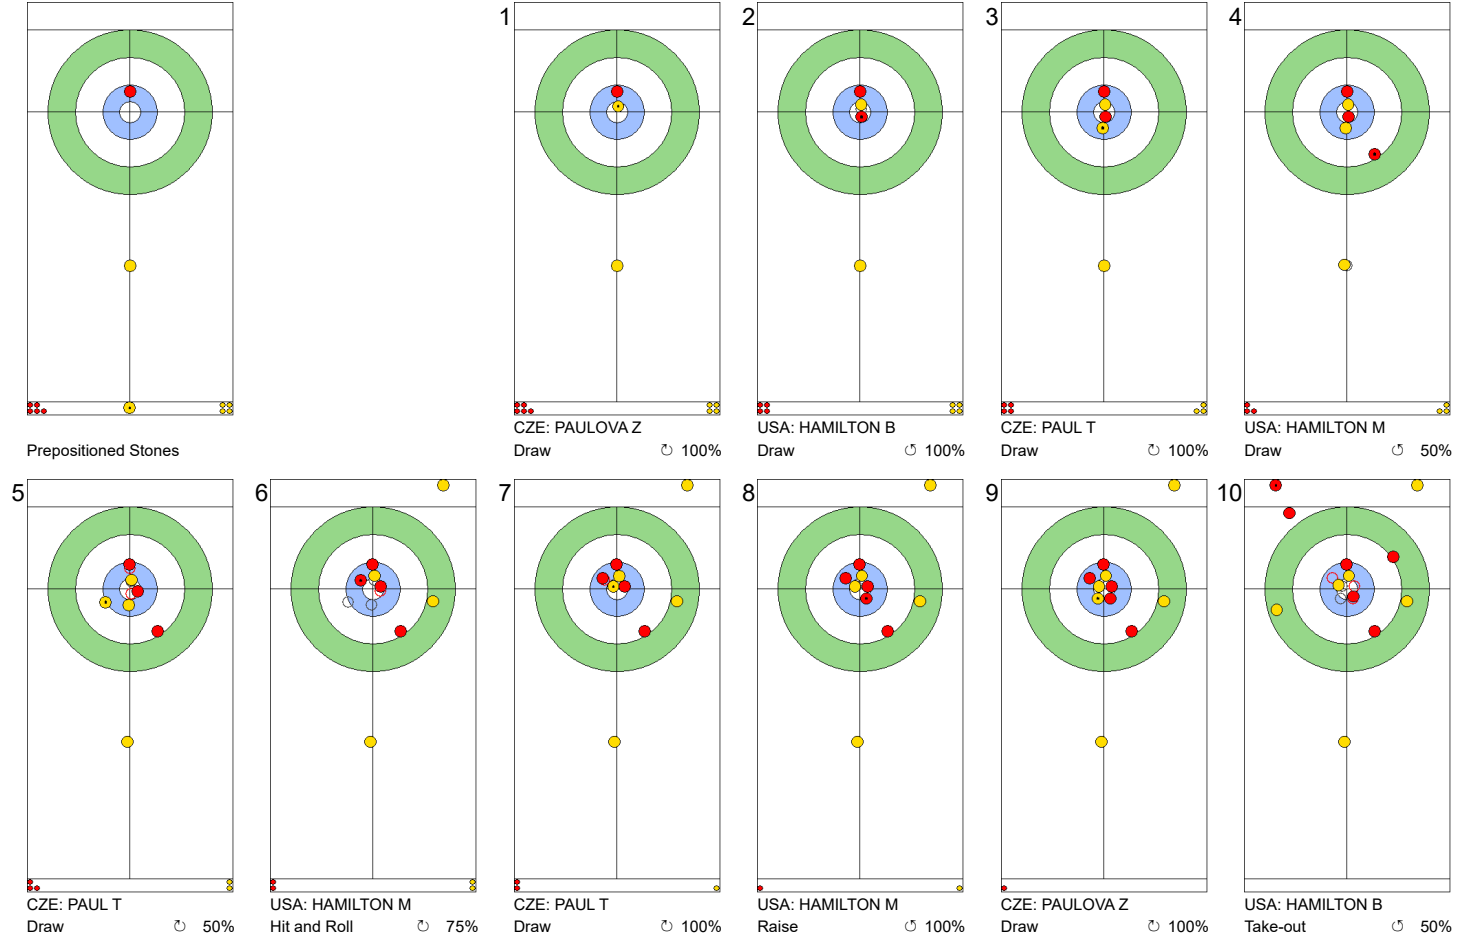 1 2 3 4
Prepositioned Stones
CZE: PAULOVA Z
Draw 100%
USA: HAMILTON B
Draw 100%
CZE: PAUL T
Draw 100%
USA: HAMILTON M
Draw 50%
5 6 7 8 9 10
CZE: PAUL T
Draw 50%
USA: HAMILTON M
Hit and Roll 75%
CZE: PAUL T
Draw 100%
USA: HAMILTON M
Raise 100%
CZE: PAULOVA Z
Draw 100%
USA: HAMILTON B
Take-out 50%